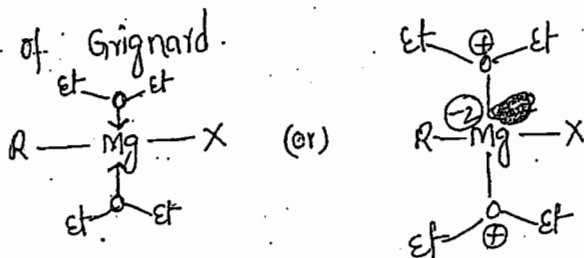 of Grignard.
Et O Et
R — Mg — X
Et O Et
(or)
Et ⊕ Et
O
R — ⊖2 Mg — X
O
Et ⊕ Et